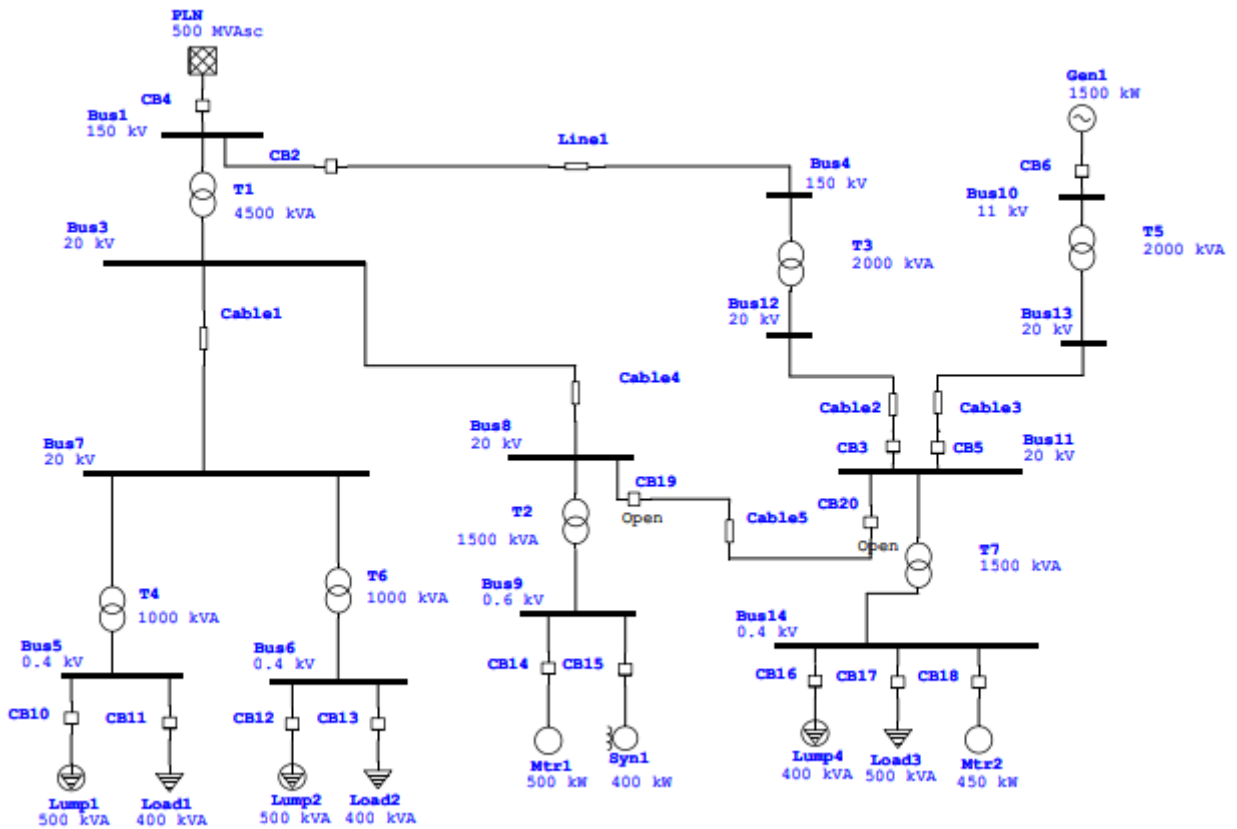 PLN
500 MVAsc
CB4
Bus1
150 kV
CB2
Line1
T1
4500 kVA
Bus3
20 kV
Bus4
150 kV
Gen1
1500 kW
CB6
Bus10
11 kV
T3
2000 kVA
T5
2000 kVA
Bus12
20 kV
Bus13
20 kV
Cable1
Cable4
Cable2
Cable3
CB3
CB5
Bus11
20 kV
Bus7
20 kV
Bus8
20 kV
CB19
Open
T2
1500 kVA
Cable5
CB20
Open
T7
1500 kVA
T4
1000 kVA
T6
1000 kVA
Bus9
0.6 kV
Bus14
0.4 kV
Bus5
0.4 kV
Bus6
0.4 kV
CB10
CB11
CB12
CB13
CB14
CB15
CB16
CB17
CB18
Lump1
500 kVA
Load1
400 kVA
Lump2
500 kVA
Load2
400 kVA
Mtr1
500 kW
Syn1
400 kW
Lump4
400 kVA
Load3
500 kVA
Mtr2
450 kW